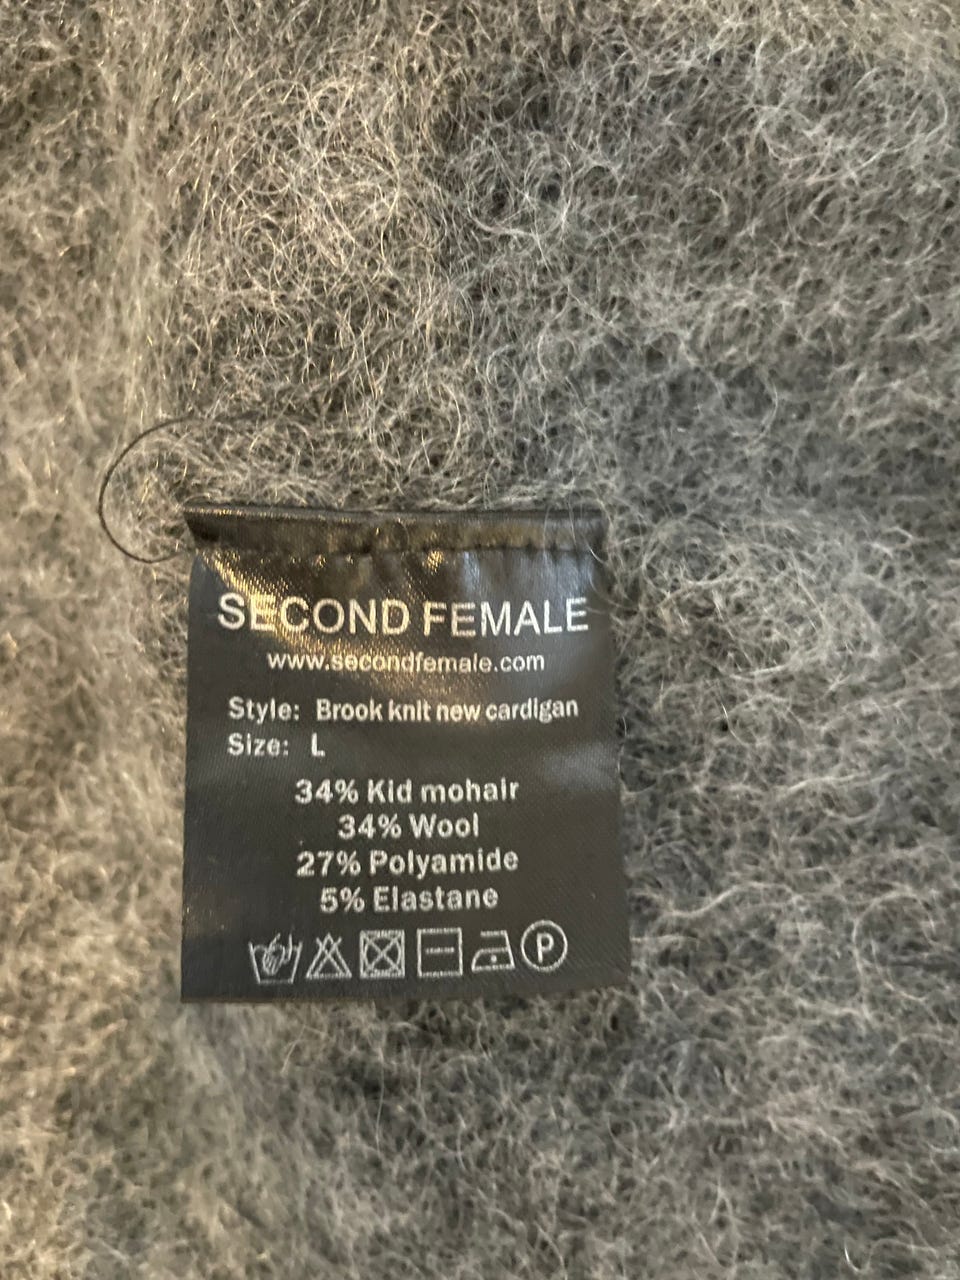 SECOND FEMALE
www.secondfemale.com
Style: Brook knit new cardigan
Size: L
34% Kid mohair
34% Wool
27% Polyamide
5% Elastane
P